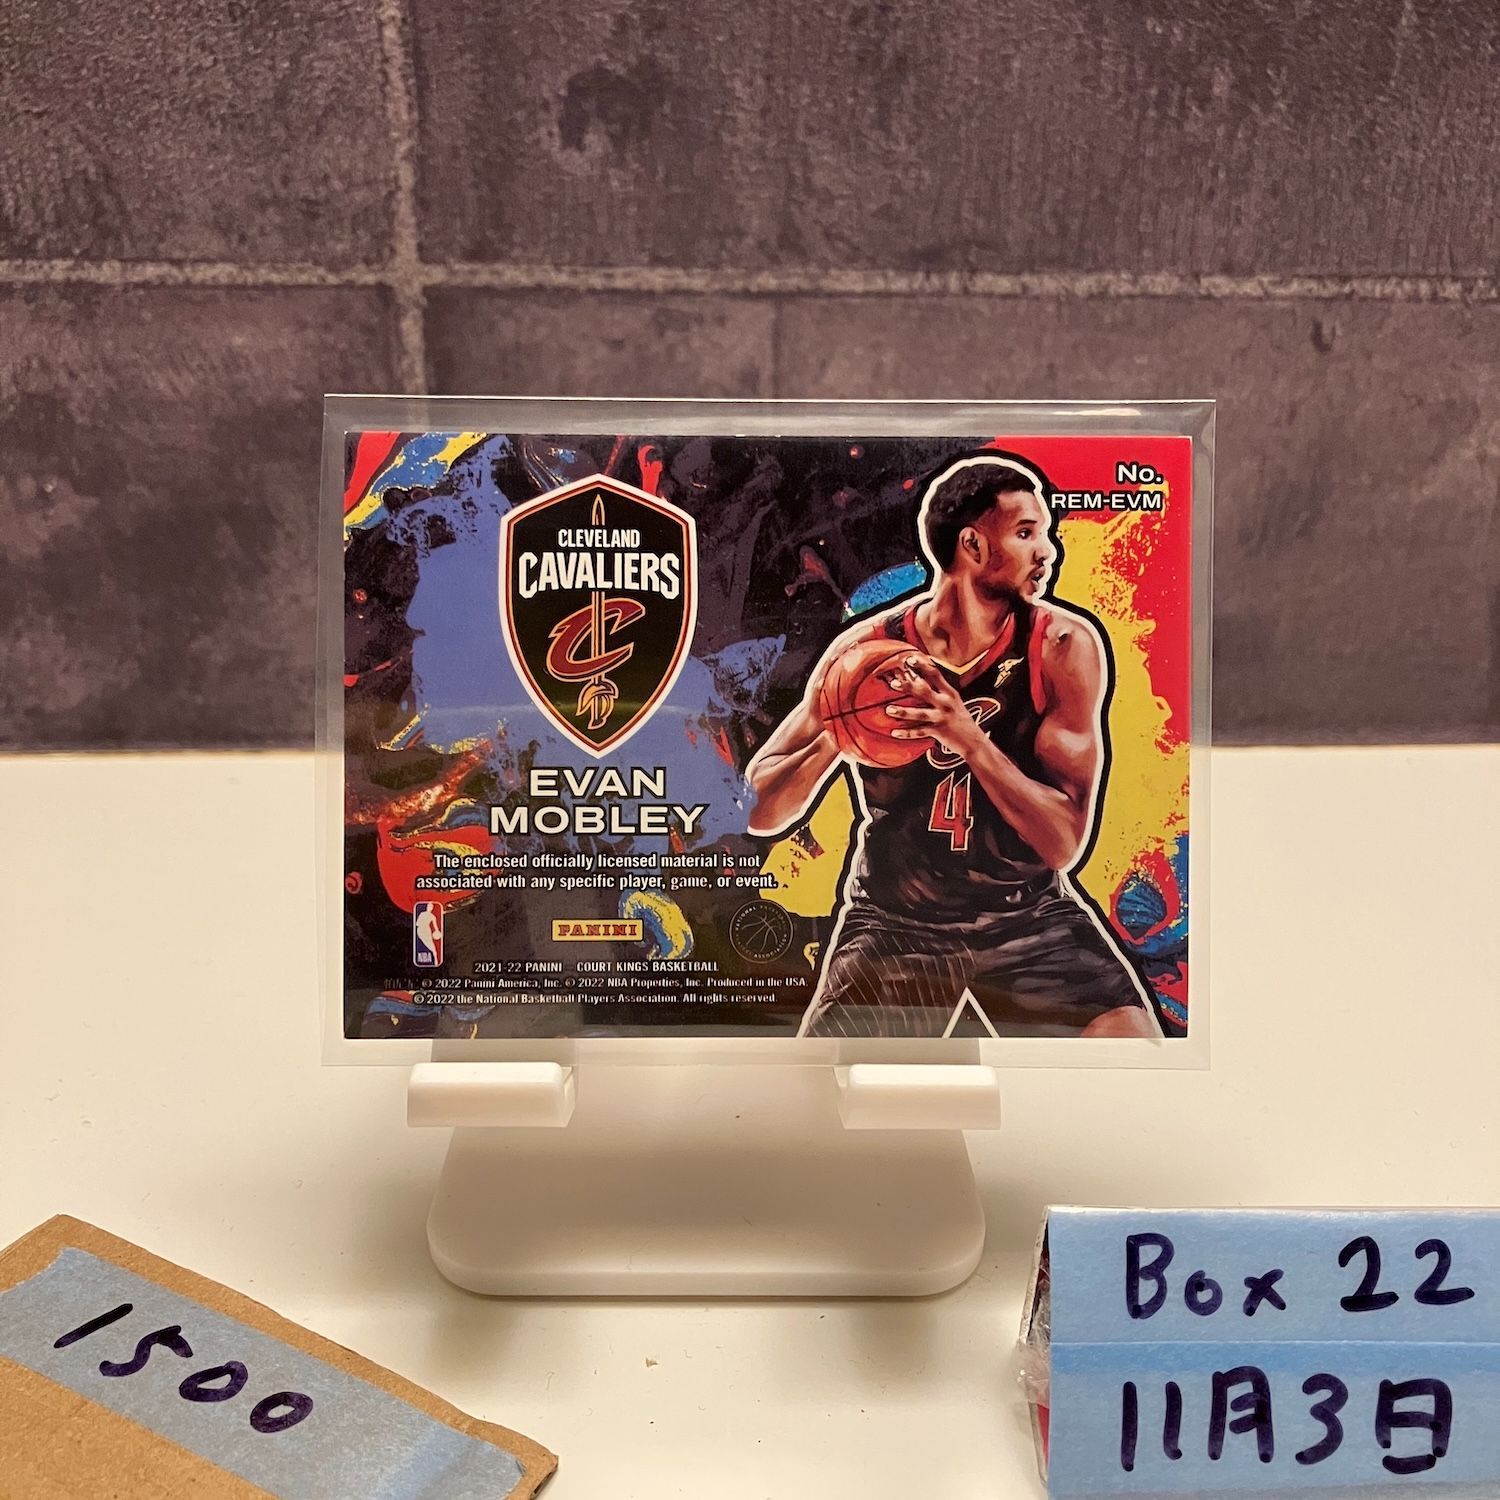 No.
REM-EVM
CLEVELAND
CAVALIERS
C
4
EVAN
MOBLEY
The enclosed officially licensed material is not
associated with any specific player, game, or event.
NBA
PANINI
2021-22 PANINI – COURT KINGS BASKETBALL
© 2022 Panini America, Inc. © 2022 NBA Properties, Inc. Produced in the USA.
© 2022 the National Basketball Players Association. All rights reserved.
1500
Box 22
11月3日